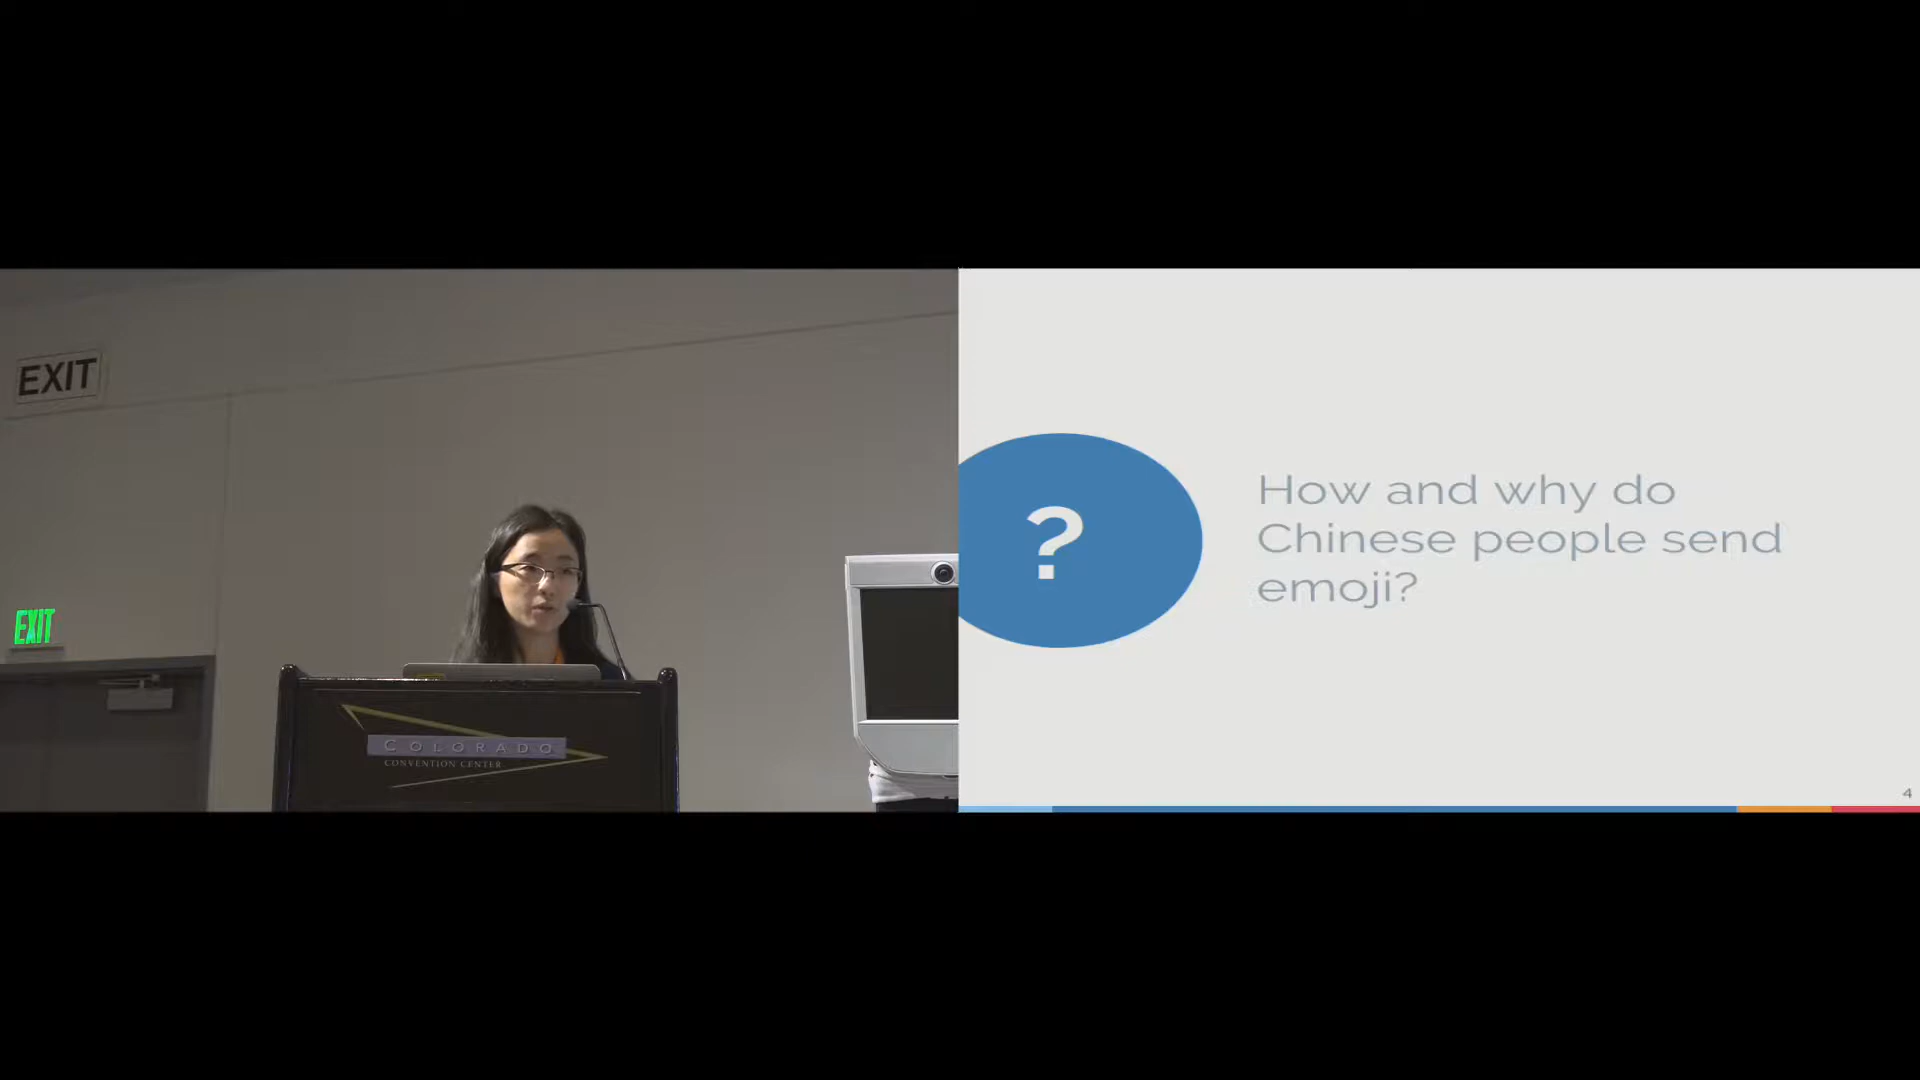 EXIT
EXIT
COLORADO
CONVENTION CENTER
?
How and why do
Chinese people send
emoji?
4